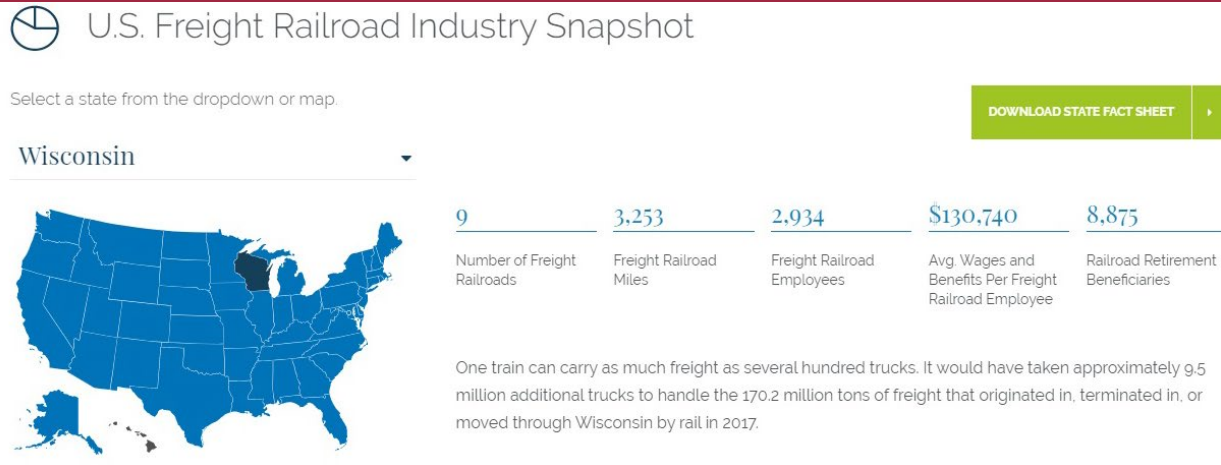 U.S. Freight Railroad Industry Snapshot
Select a state from the dropdown or map.
DOWNLOAD STATE FACT SHEET
Wisconsin
9
Number of Freight
Railroads
3,253
Freight Railroad
Miles
2,934
Freight Railroad
Employees
$130,740
Avg. Wages and
Benefits Per Freight
Railroad Employee
8,875
Railroad Retirement
Beneficiaries
One train can carry as much freight as several hundred trucks. It would have taken approximately 9.5
million additional trucks to handle the 170.2 million tons of freight that originated in, terminated in, or
moved through Wisconsin by rail in 2017.